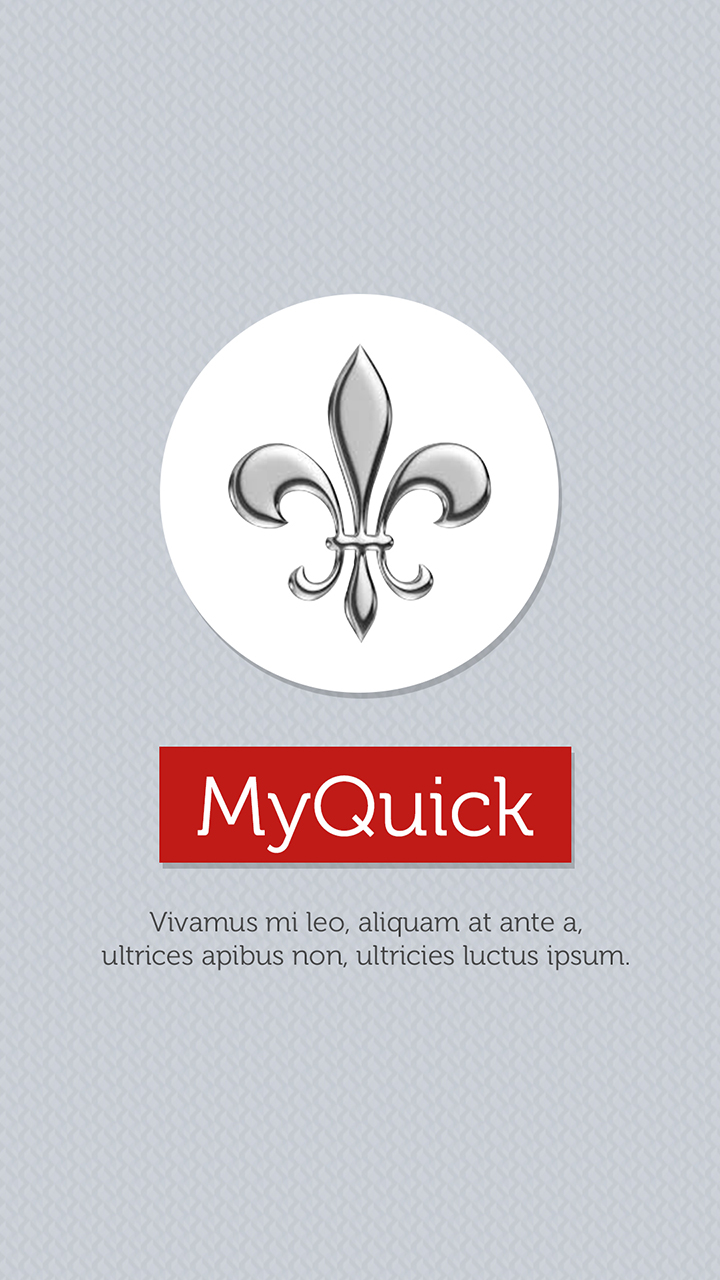 MyQuick
Vivamus mi leo, aliquam at ante a,
ultrices apibus non, ultricies luctus ipsum.